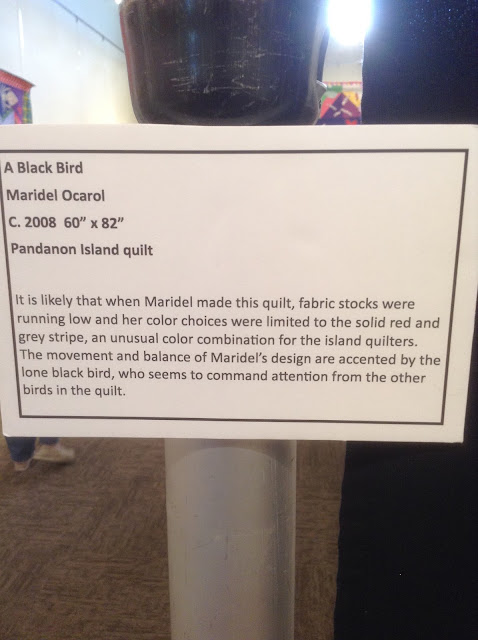 A Black Bird
Maridel Ocarol
C. 2008  60” x 82”
Pandanon Island quilt
It is likely that when Maridel made this quilt, fabric stocks were
running low and her color choices were limited to the solid red and
grey stripe, an unusual color combination for the island quilters.
The movement and balance of Maridel’s design are accented by the
lone black bird, who seems to command attention from the other
birds in the quilt.